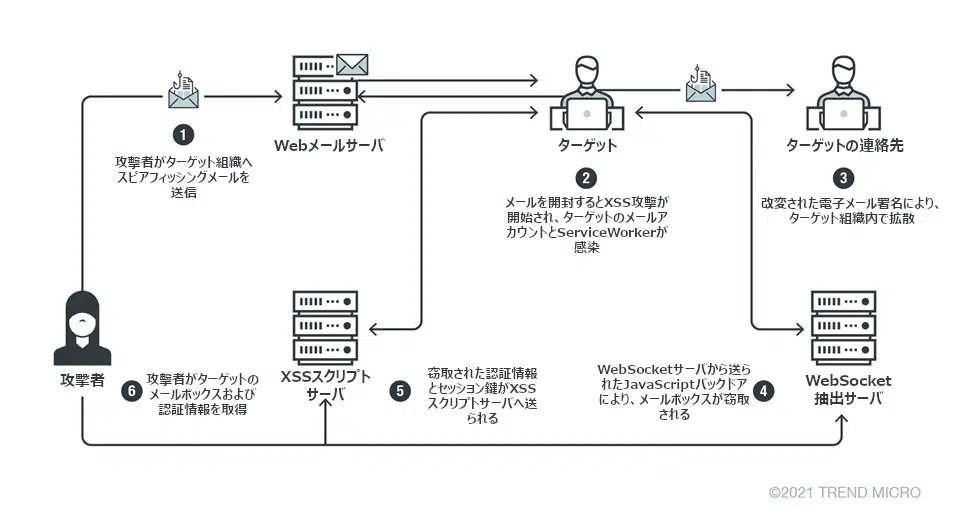 Webメールサーバ
ターゲット
ターゲットの連絡先
1
攻撃者がターゲット組織へ
スピアフィッシングメールを
送信
2
メールを開封するとXSS攻撃が
開始され、ターゲットのメールア
カウントとServiceWorkerが
感染
3
改変された電子メール署名により、
ターゲット組織内で拡散
攻撃者
6
攻撃者がターゲットの
メールボックスおよび
認証情報を取得
XSSスクリプト
サーバ
5
窃取された認証情報
とセッション鍵がXSS
スクリプトサーバへ送
られる
WebSocketサーバから送ら
れたJavaScriptバックドア
により、メールボックスが窃取
される
4
WebSocket
抽出サーバ
©2021 TREND MICRO